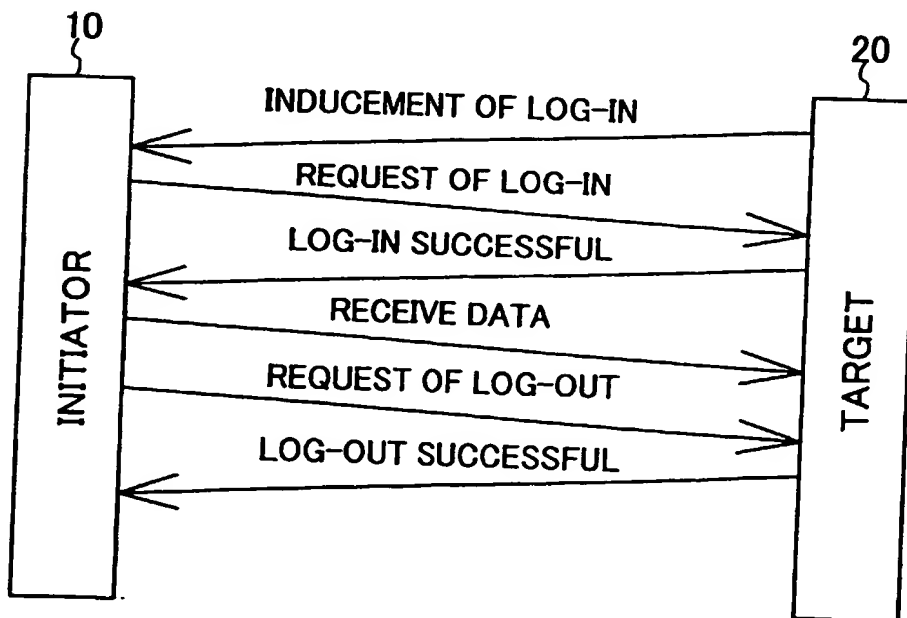 10
20
INDUCEMENT OF LOG-IN
REQUEST OF LOG-IN
LOG-IN SUCCESSFUL
RECEIVE DATA
REQUEST OF LOG-OUT
LOG-OUT SUCCESSFUL
INITIATOR
TARGET